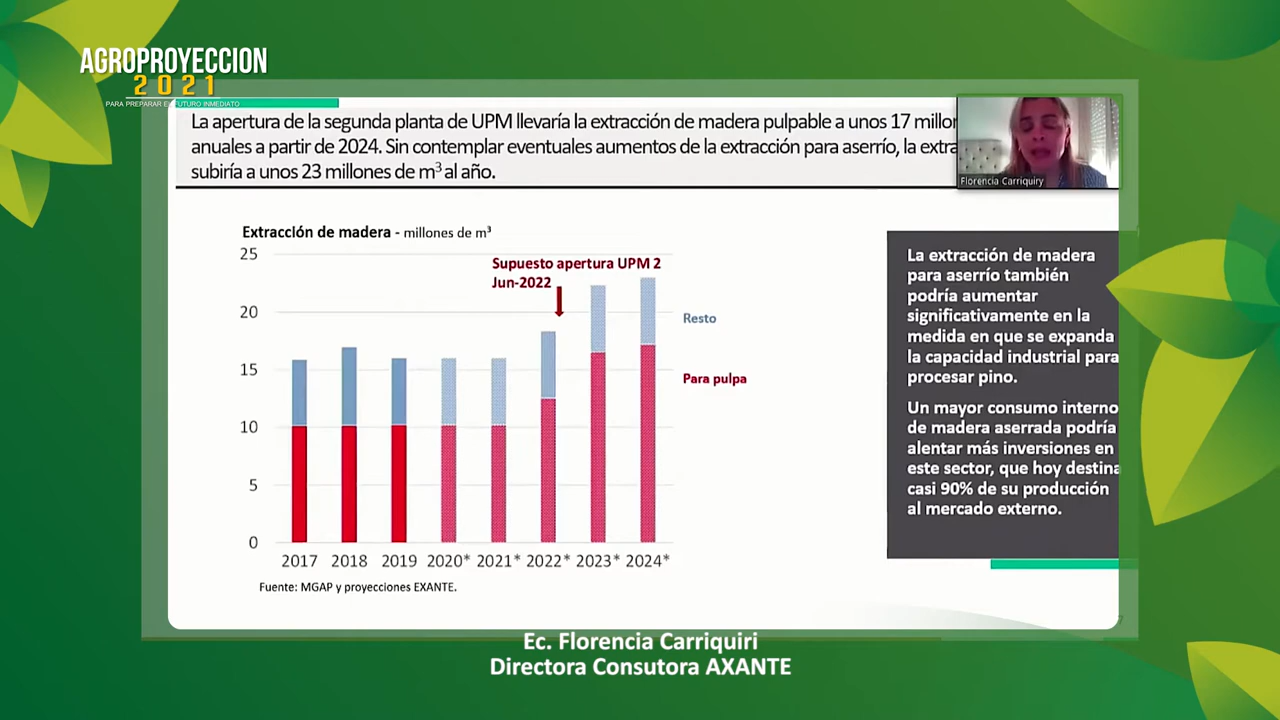 AGROPROYECCION
2021
PARA PREPARAR EL FUTURO INMEDIATO
La apertura de la segunda planta de UPM llevaría la extracción de madera pulpable a unos 17
anuales a partir de 2024. Sin contemplar eventuales aumentos de la extracción para aserrío, la
subiría a unos 23 millones de m³ al año.
Florencia Carriquiry
Extracción de madera - millones de m³
25
20
15
10
5
0
Supuesto apertura UPM 2
Jun-2022
Resto
Para pulpa
2017 2018 2019 2020* 2021* 2022* 2023* 2024*
Fuente: MGAP y proyecciones EXANTE.
La extracción de madera
para aserrío también
podría aumentar
significativamente en la
medida en que se expanda
la capacidad industrial para
procesar pino.
Un mayor consumo interno
de madera aserrada podría
alentar más inversiones en
este sector, que hoy destina
casi 90% de su producción
al mercado externo.
Ec. Florencia Carriquiri
Directora Consutora AXANTE